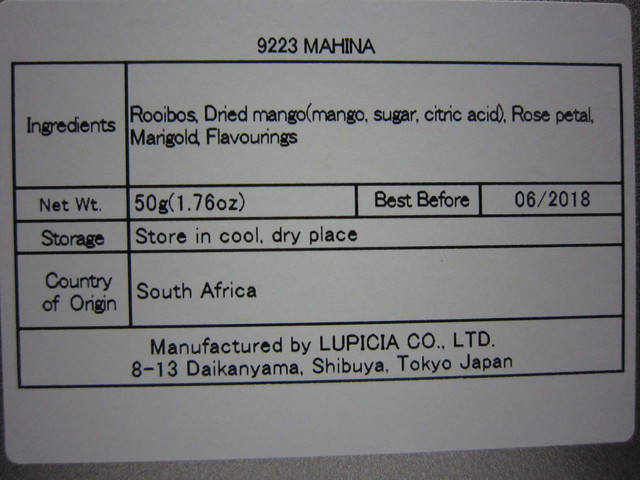 9223 MAHINA
Ingredients
Rooibos, Dried mango(mango, sugar, citric acid), Rose petal,
Marigold, Flavourings
Net Wt.
50g(1.76oz)
Best Before
06/2018
Storage
Store in cool, dry place
Country
of Origin
South Africa
Manufactured by LUPICIA CO., LTD.
8-13 Daikanyama, Shibuya, Tokyo Japan